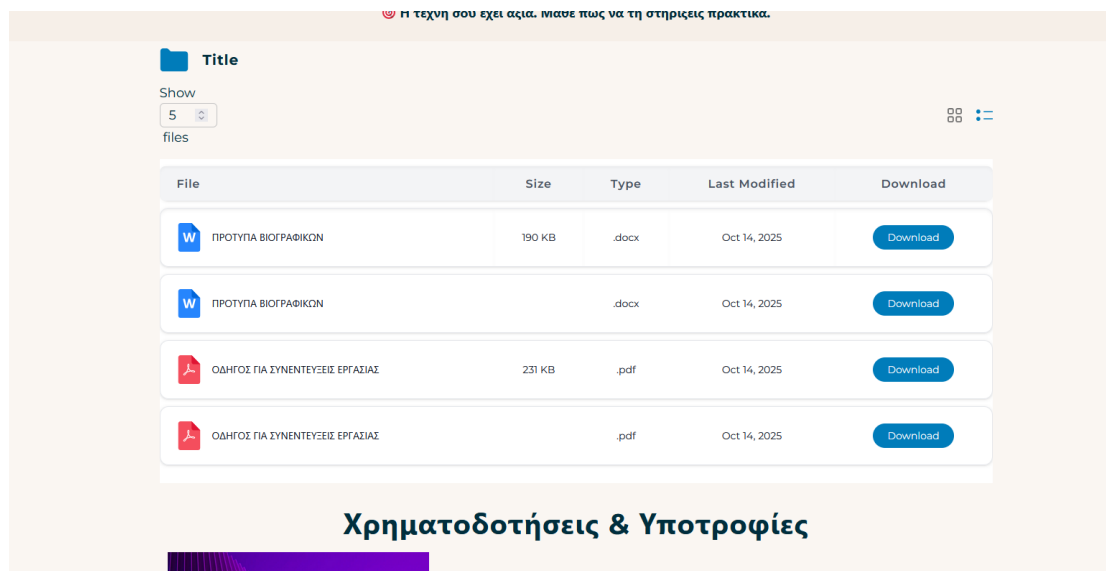 Η τέχνη σου έχει αξία. Μάθε πώς να τη στηρίξεις πρακτικά.
Title
Show
5
files
File Size Type Last Modified Download
W ΠΡΟΤΥΠΑ ΒΙΟΓΡΑΦΙΚΩΝ 190 KB .docx Oct 14, 2025 Download
W ΠΡΟΤΥΠΑ ΒΙΟΓΡΑΦΙΚΩΝ .docx Oct 14, 2025 Download
ΟΔΗΓΟΣ ΓΙΑ ΣΥΝΕΝΤΕΥΞΕΙΣ ΕΡΓΑΣΙΑΣ 231 KB .pdf Oct 14, 2025 Download
ΟΔΗΓΟΣ ΓΙΑ ΣΥΝΕΝΤΕΥΞΕΙΣ ΕΡΓΑΣΙΑΣ .pdf Oct 14, 2025 Download
Χρηματοδοτήσεις & Υποτροφίες